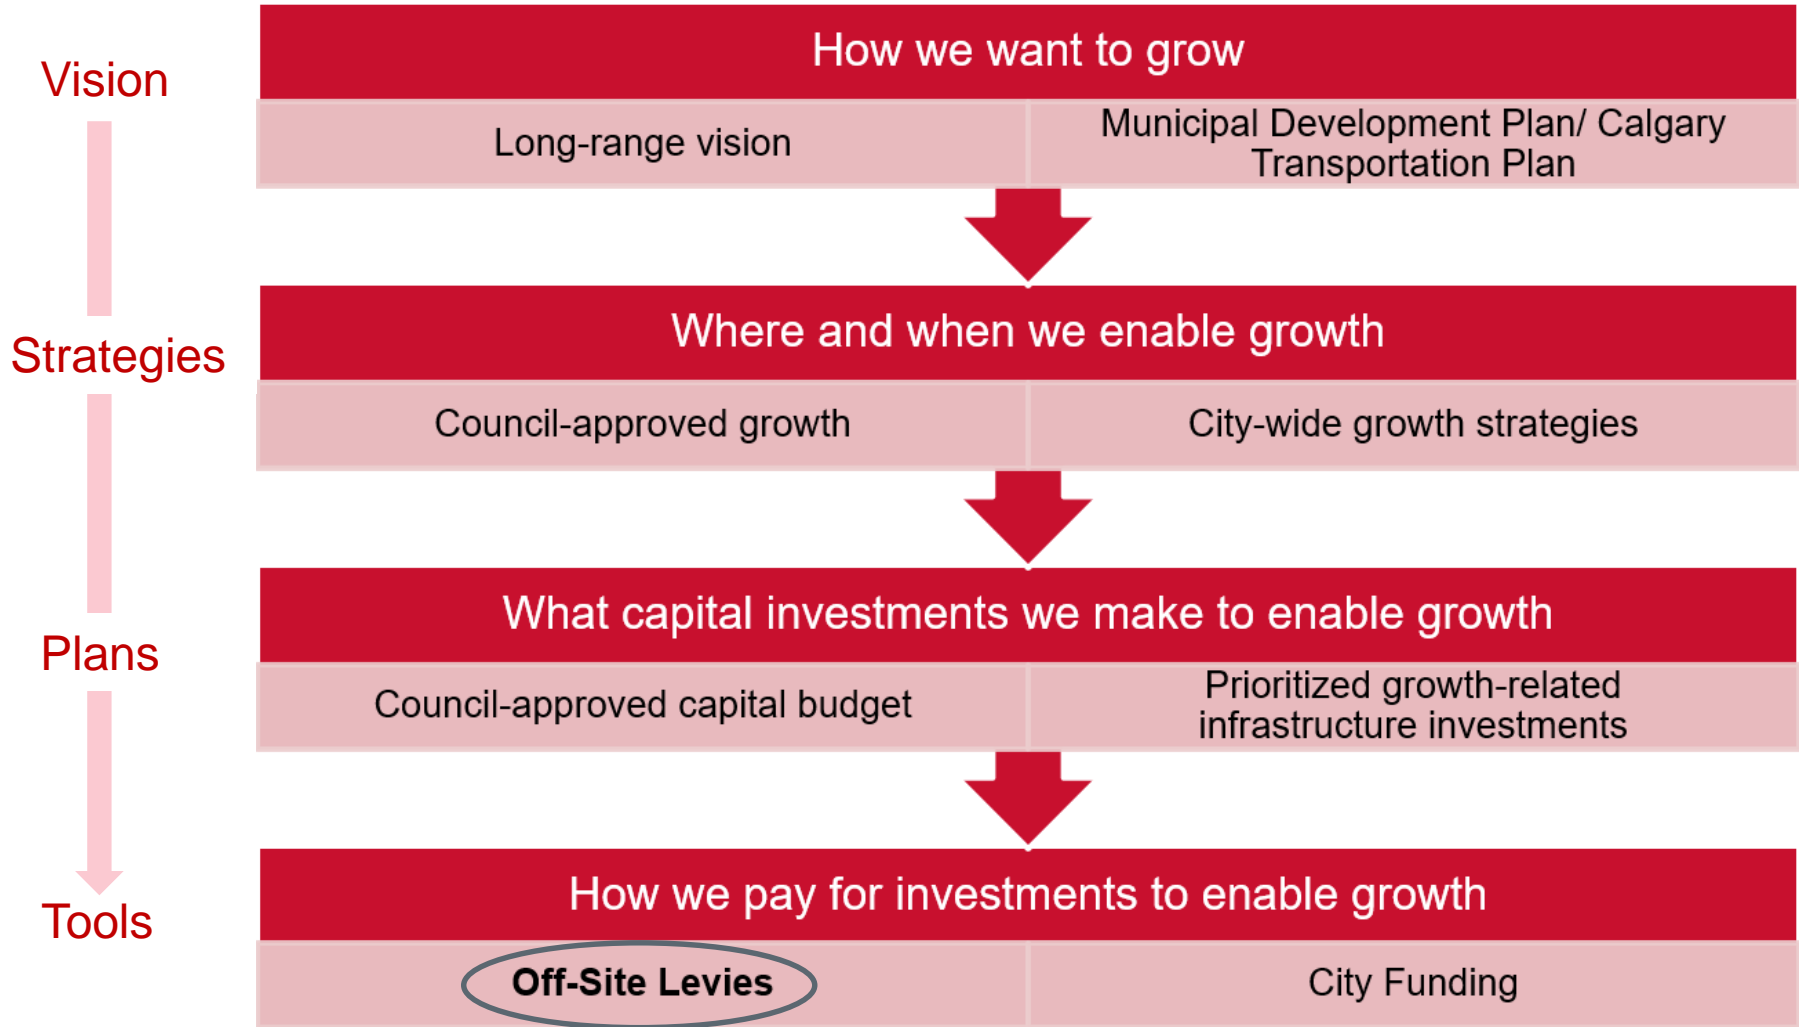 Vision
How we want to grow
Long-range vision
Municipal Development Plan/ Calgary
Transportation Plan
Strategies
Where and when we enable growth
Council-approved growth
City-wide growth strategies
Plans
What capital investments we make to enable growth
Council-approved capital budget
Prioritized growth-related
infrastructure investments
Tools
How we pay for investments to enable growth
Off-Site Levies
City Funding